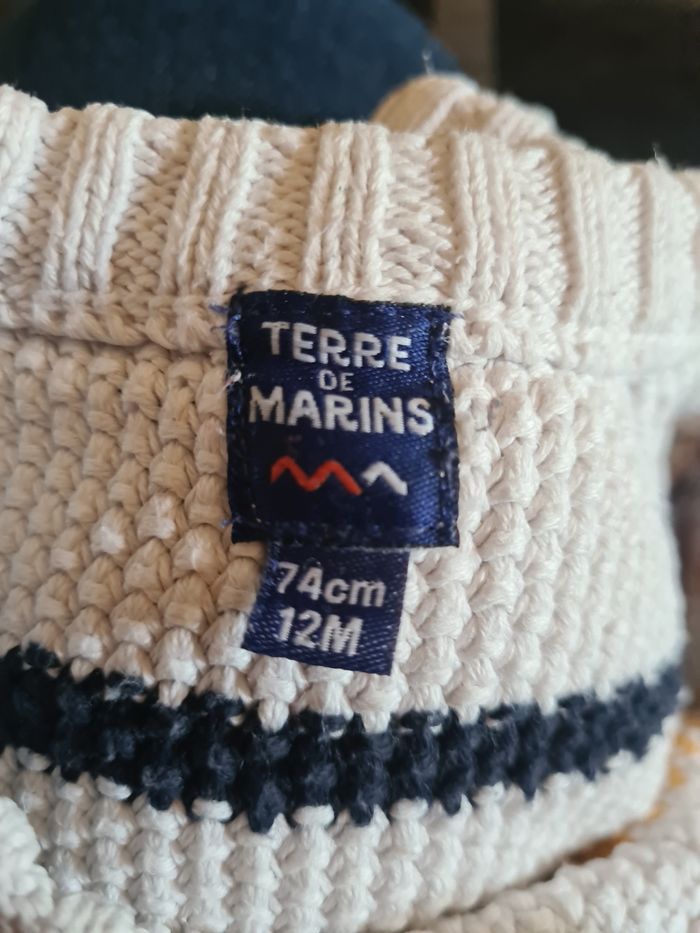 TERRE
DE
MARINS
74cm
12M